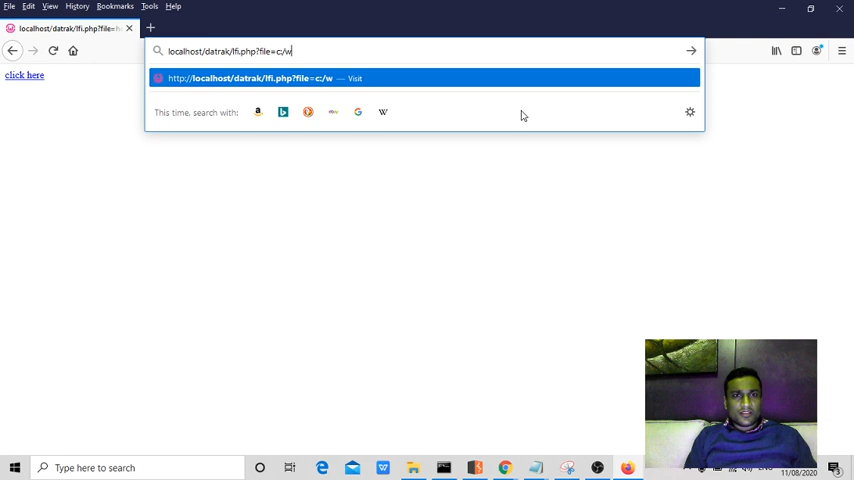 File Edit View History Bookmarks Tools Help
localhost/datrak/lfi.php?file=h
localhost/datrak/lfi.php?file=c:/w
http://localhost/datrak/lfi.php?file=c:/w — Visit
click here
This time, search with:
Type here to search
11/08/2020